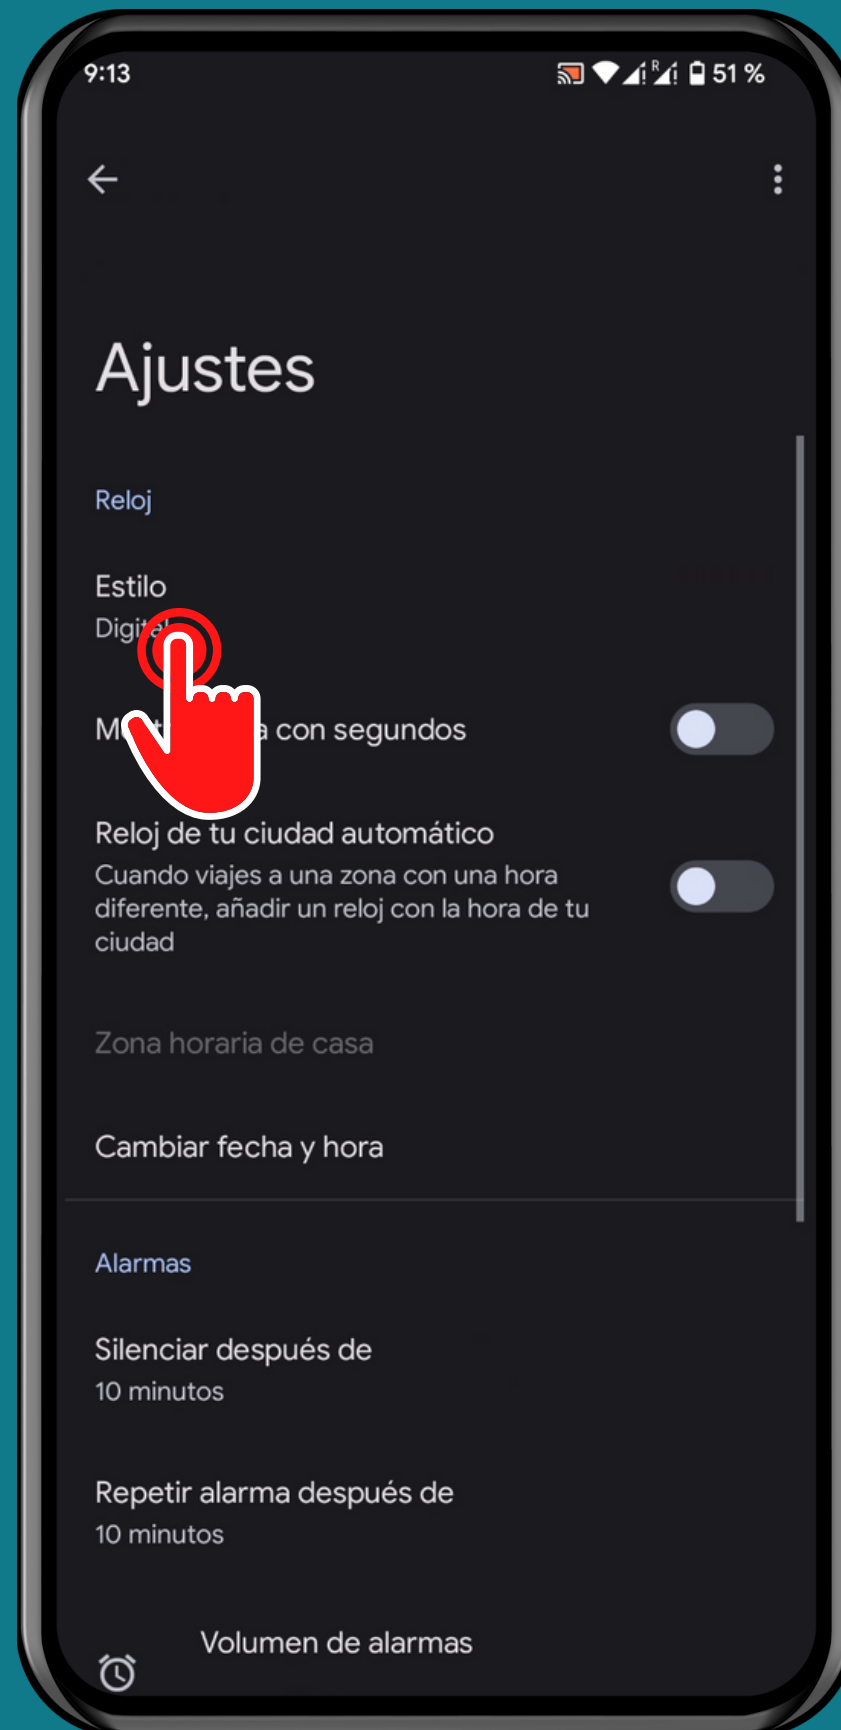 9:13
R
51 %
Ajustes
Reloj
Estilo
Digital
con segundos
Reloj de tu ciudad automático
Cuando viajes a una zona con una hora
diferente, añadir un reloj con la hora de tu
ciudad
Zona horaria de casa
Cambiar fecha y hora
Alarmas
Silenciar después de
10 minutos
Repetir alarma después de
10 minutos
Volumen de alarmas